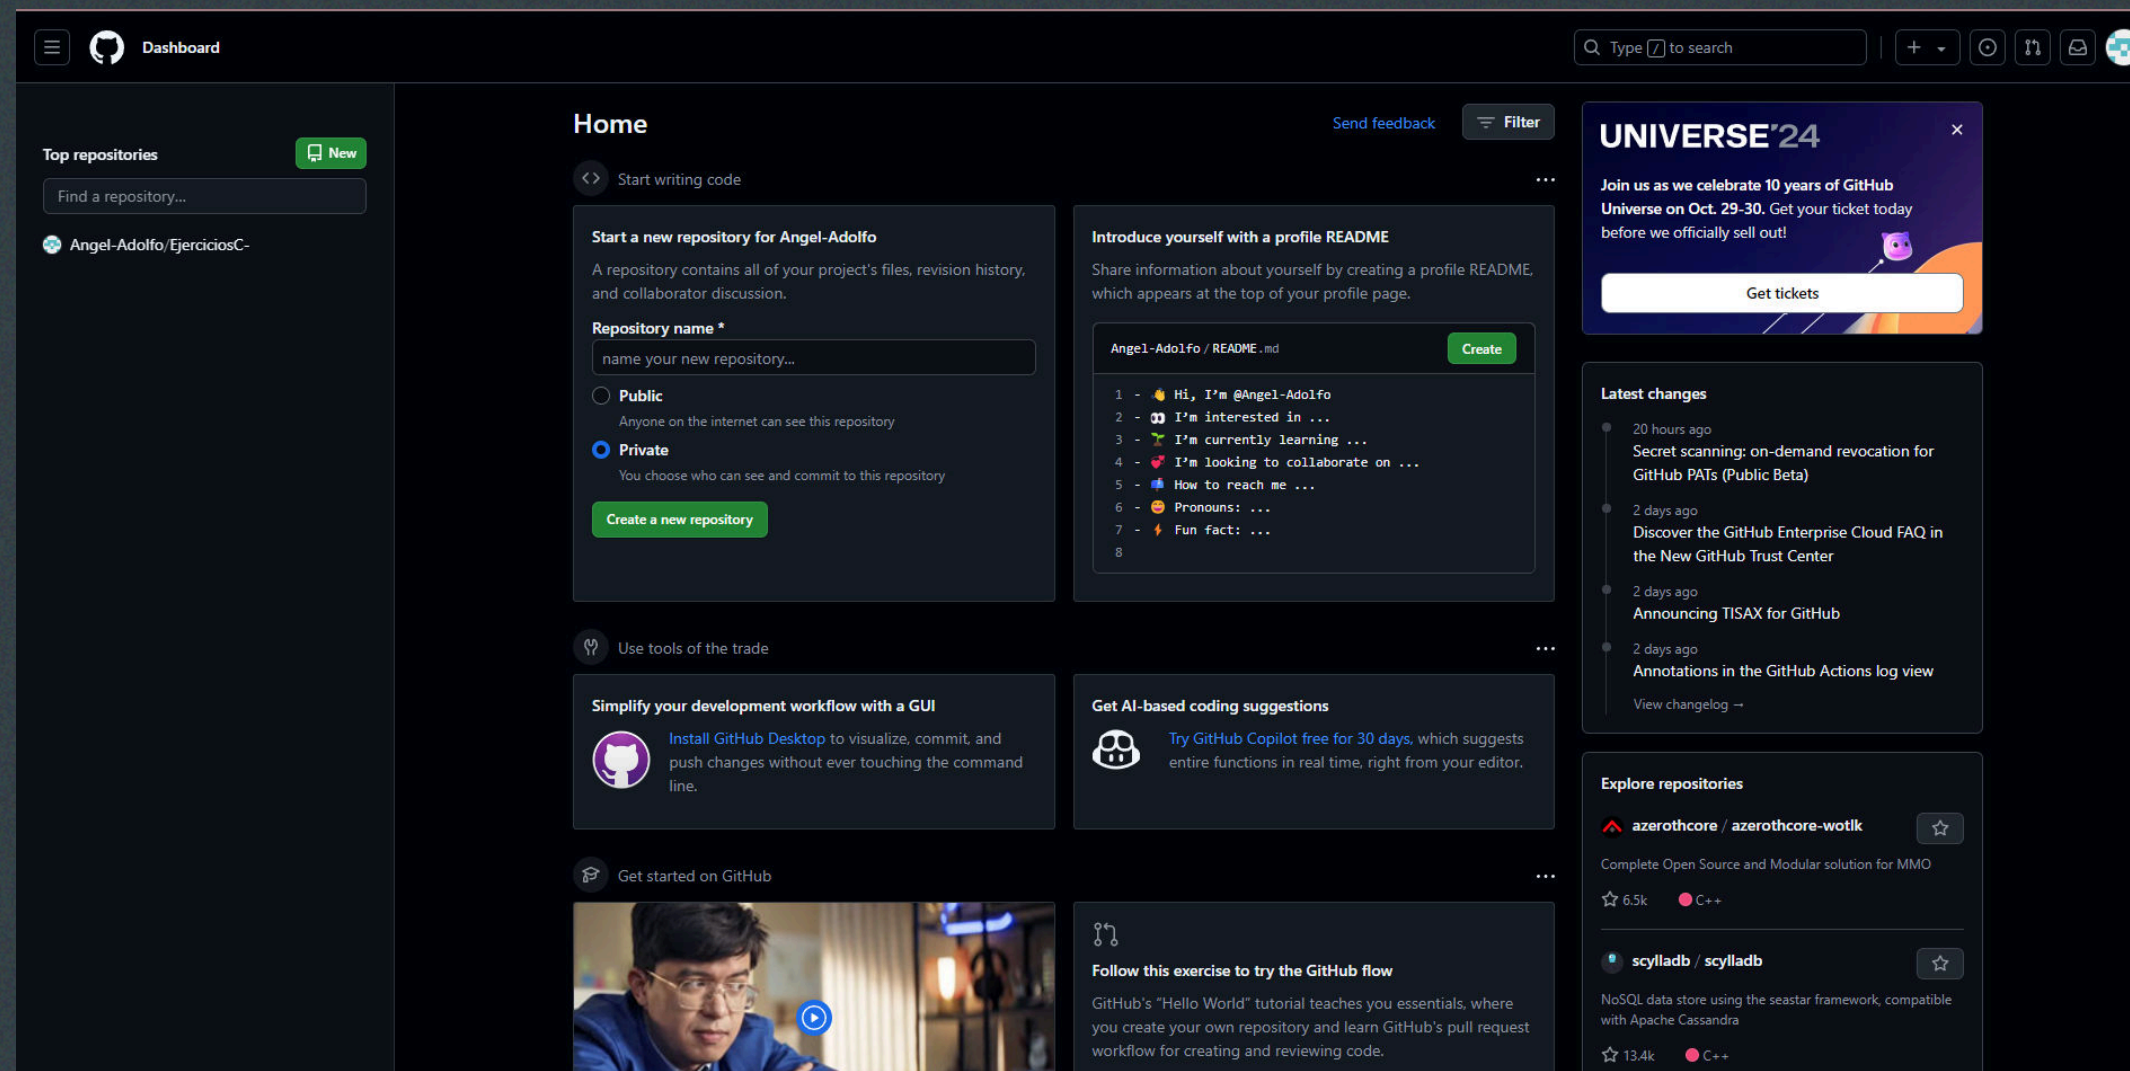 Dashboard
Type / to search
Top repositories
New
Find a repository...
Angel-Adolfo/EjerciciosC-
Home
Send feedback
Filter
Start writing code
Start a new repository for Angel-Adolfo
A repository contains all of your project's files, revision history,
and collaborator discussion.
Repository name *
name your new repository...
Public
Anyone on the internet can see this repository
Private
You choose who can see and commit to this repository
Create a new repository
Introduce yourself with a profile README
Share information about yourself by creating a profile README,
which appears at the top of your profile page.
Angel-Adolfo / README.md
Create
1 - 👋 Hi, I’m @Angel-Adolfo
2 - 👀 I’m interested in ...
3 - 🌱 I’m currently learning ...
4 - 💞️ I’m looking to collaborate on ...
5 - 📫 How to reach me ...
6 - 😄 Pronouns: ...
7 - ⚡ Fun fact: ...
8
Use tools of the trade
Simplify your development workflow with a GUI
Install GitHub Desktop to visualize, commit, and
push changes without ever touching the command
line.
Get AI-based coding suggestions
Try GitHub Copilot free for 30 days, which suggests
entire functions in real time, right from your editor.
Get started on GitHub
Follow this exercise to try the GitHub flow
GitHub's “Hello World” tutorial teaches you essentials, where
you create your own repository and learn GitHub's pull request
workflow for creating and reviewing code.
UNIVERSE'24
Join us as we celebrate 10 years of GitHub
Universe on Oct. 29-30. Get your ticket today
before we officially sell out!
Get tickets
Latest changes
20 hours ago
Secret scanning: on-demand revocation for
GitHub PATs (Public Beta)
2 days ago
Discover the GitHub Enterprise Cloud FAQ in
the New GitHub Trust Center
2 days ago
Announcing TISAX for GitHub
2 days ago
Annotations in the GitHub Actions log view
View changelog →
Explore repositories
azerothcore / azerothcore-wotlk
Complete Open Source and Modular solution for MMO
6.5k C++
scylladb / scylladb
NoSQL data store using the seastar framework, compatible
with Apache Cassandra
13.4k C++